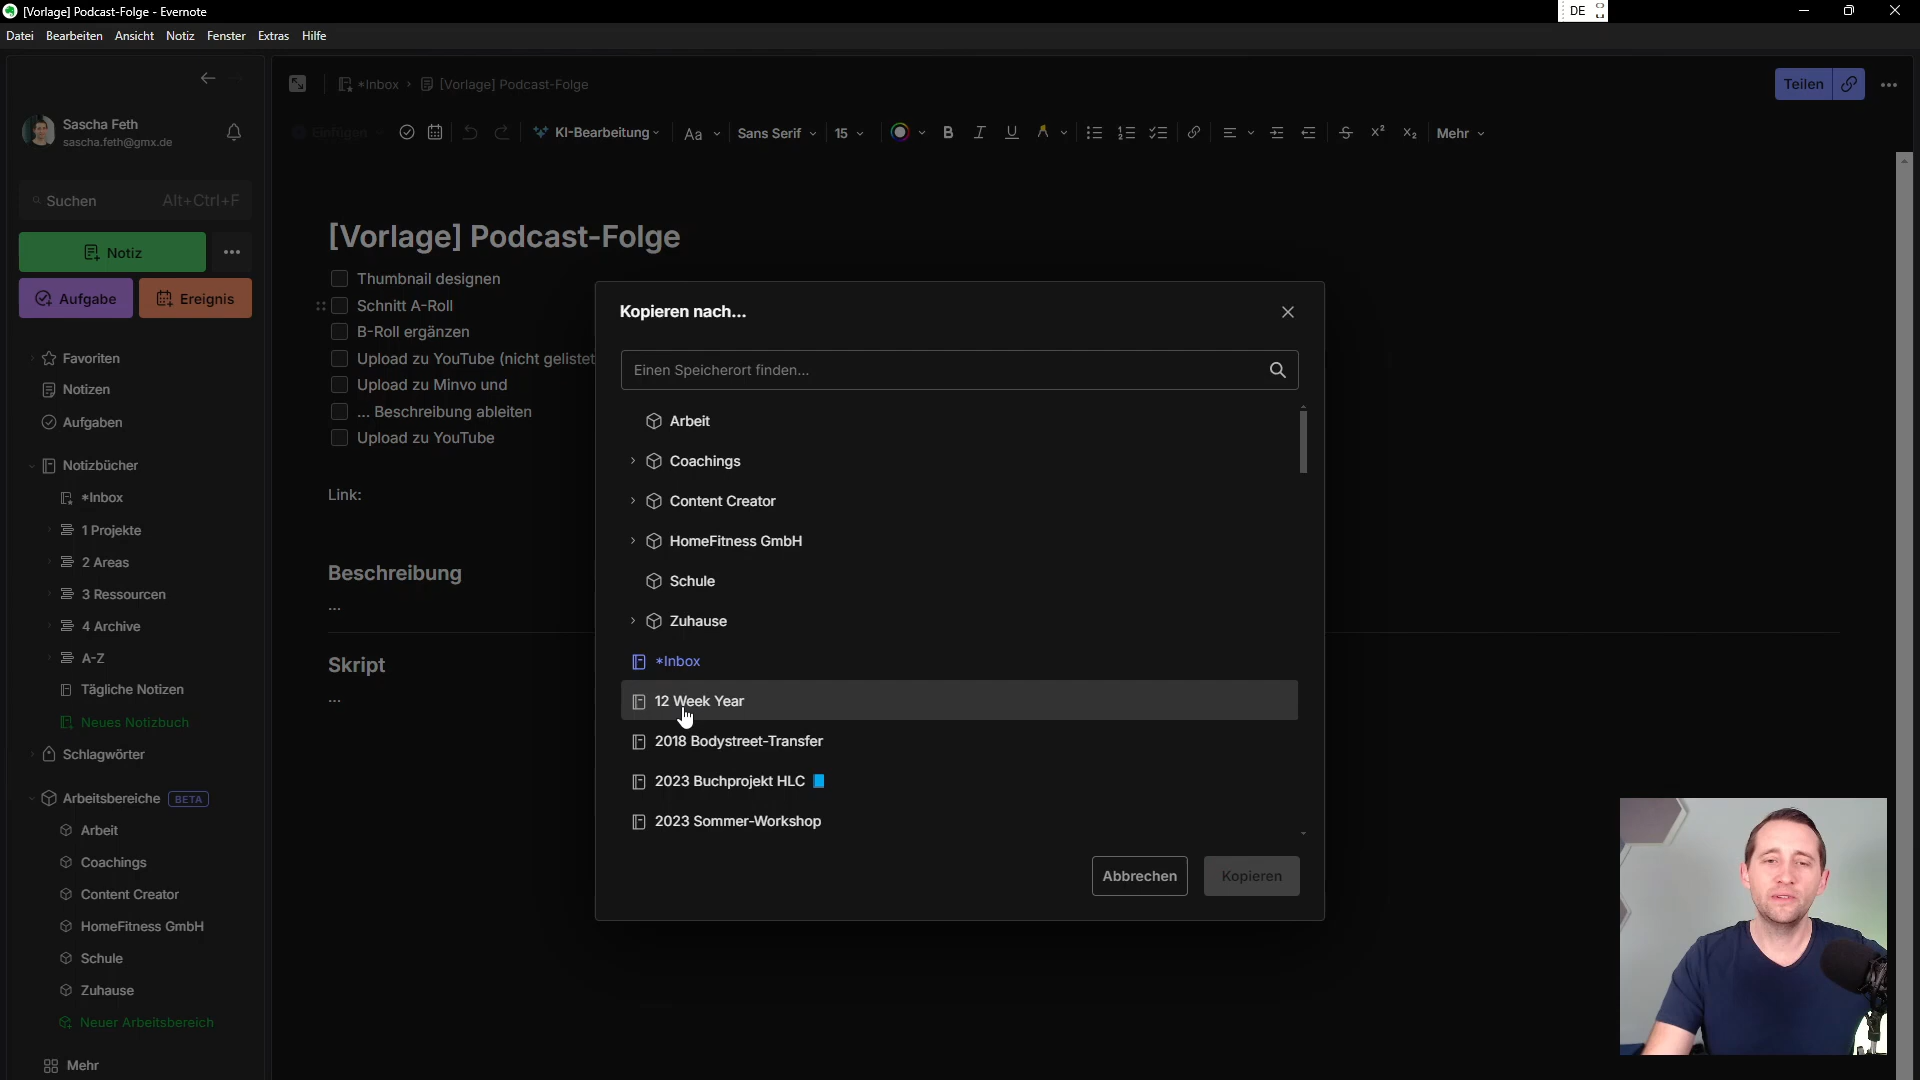 [Vorlage] Podcast-Folge - Evernote
DE
Datei Bearbeiten Ansicht Notiz Fenster Extras Hilfe
*Inbox › [Vorlage] Podcast-Folge
Teilen
Sascha Feth
sascha.feth@gmx.de
Einfügen
KI-Bearbeitung
Aa
Sans Serif
15
B I U A
Mehr
Suchen Alt+Ctrl+F
Notiz
Aufgabe
Ereignis
Favoriten
Notizen
Aufgaben
Notizbücher
*Inbox
1 Projekte
2 Areas
3 Ressourcen
4 Archive
A-Z
Tägliche Notizen
Neues Notizbuch
Schlagwörter
Arbeitsbereiche BETA
Arbeit
Coachings
Content Creator
HomeFitness GmbH
Schule
Zuhause
Neuer Arbeitsbereich
Mehr
[Vorlage] Podcast-Folge
Thumbnail designen
Schnitt A-Roll
B-Roll ergänzen
Upload zu YouTube (nicht gelistet
Upload zu Minvo und
... Beschreibung ableiten
Upload zu YouTube
Link:
Beschreibung
...
Skript
...
Kopieren nach...
Einen Speicherort finden...
Arbeit
Coachings
Content Creator
HomeFitness GmbH
Schule
Zuhause
*Inbox
12 Week Year
2018 Bodystreet-Transfer
2023 Buchprojekt HLC
2023 Sommer-Workshop
Abbrechen
Kopieren